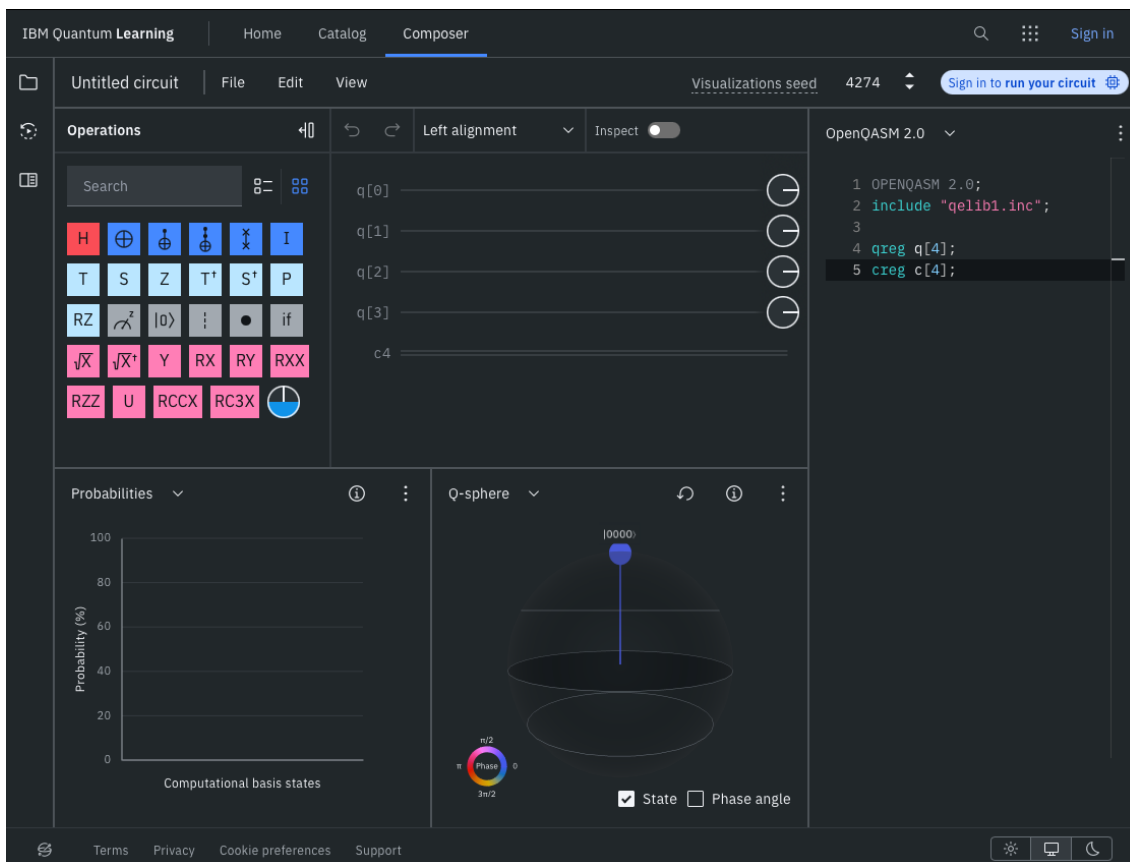 IBM Quantum Learning Home Catalog Composer Sign in
Untitled circuit File Edit View Visualizations seed 4274 Sign in to run your circuit
Operations Left alignment Inspect OpenQASM 2.0
Search
H I
T S Z T† S† P
RZ z |0⟩ if
√X √X† Y RX RY RXX
RZZ U RCCX RC3X
q[0]
q[1]
q[2]
q[3]
c4
1 OPENQASM 2.0;
2 include "qelib1.inc";
3
4 qreg q[4];
5 creg c[4];
Probabilities
100
80
60
40
20
0
Probability (%)
Computational basis states
Q-sphere
|0000⟩
π/2
π Phase 0
3π/2
State Phase angle
Terms Privacy Cookie preferences Support